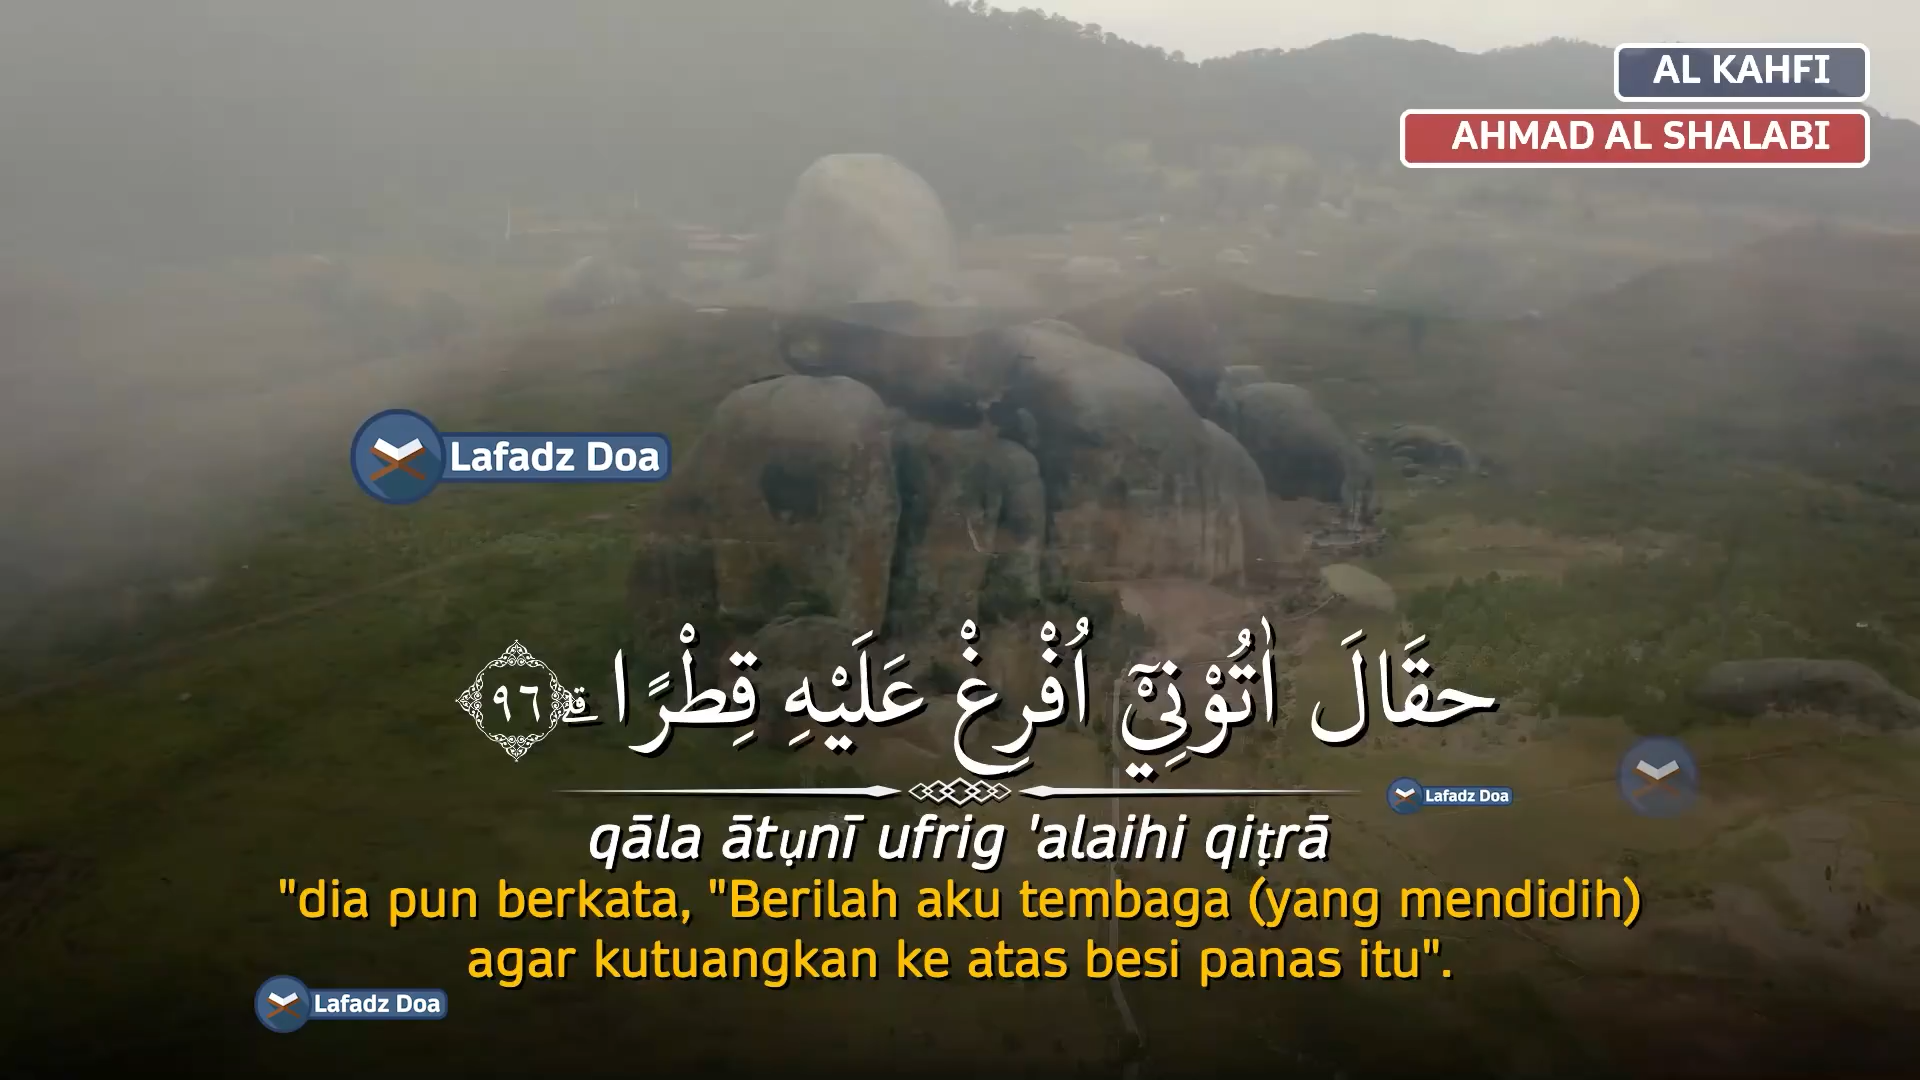 AL KAHFI
AHMAD AL SHALABI
Lafadz Doa
حقَالَ اٰتُوْنِيْٓ اُفْرِغْ عَلَيْهِ قِطْرًا ۗ ٩٦
Lafadz Doa
qāla ātụnī ufrig 'alaihi qiṭrā
"dia pun berkata, "Berilah aku tembaga (yang mendidih)
agar kutuangkan ke atas besi panas itu".
Lafadz Doa